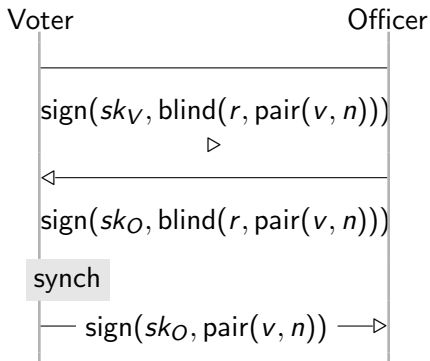 Voter Officer
sign(sk_V, blind(r, pair(v, n)))
sign(sk_O, blind(r, pair(v, n)))
synch
sign(sk_O, pair(v, n))